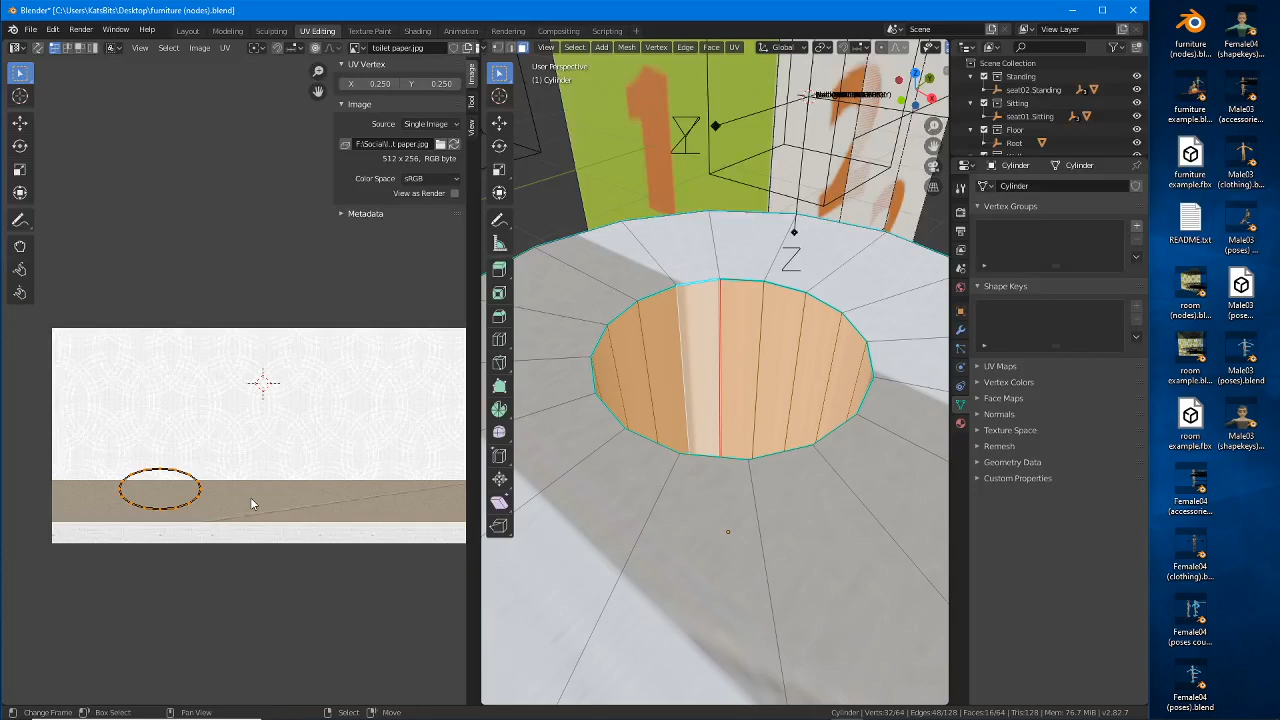 Blender* [C:\Users\KatsBits\Desktop\furniture (nodes).blend]
File Edit Render Window Help Layout Modeling Sculpting UV Editing Texture Paint Shading Animation Rendering Compositing Scripting + Scene View Layer
View Select Image UV toilet paper.jpg View Select Add Mesh Vertex Edge Face UV Global
UV Vertex
X 0.250 Y 0.250
Image
Source Single Image
F:\Social\l..t paper.jpg
512 x 256, RGB byte
Color Space sRGB
View as Render
Metadata
Image
Tool
View
User Perspective
(1) Cylinder
1
2
Y
Z
Y
X
Scene Collection
Standing
seat02.Standing
Sitting
seat01.Sitting
Floor
Root
Cylinder Cylinder
Cylinder
Vertex Groups
Shape Keys
UV Maps
Vertex Colors
Face Maps
Normals
Texture Space
Remesh
Geometry Data
Custom Properties
furniture
(nodes).bl...
Female04
(shapekeys)...
furniture
example.bl...
Male03
(accessorie...
furniture
example.fbx
Male03
(clothing).b...
README.txt
Male03
(poses) ...
room
(nodes).bl...
Male03
(pose...
room
example.bl...
Male03
(poses).blend
room
example.fbx
Male03
(shapekeys)...
Female04
(accessorie...
Female04
(clothing).b...
Female04
(poses cou...
Female04
(poses).blend
Change Frame Box Select Pan View Select Move Cylinder | Verts:32/64 | Edges:48/128 | Faces:16/64 | Tris:128 | Mem: 76.7 MiB | v2.82.7